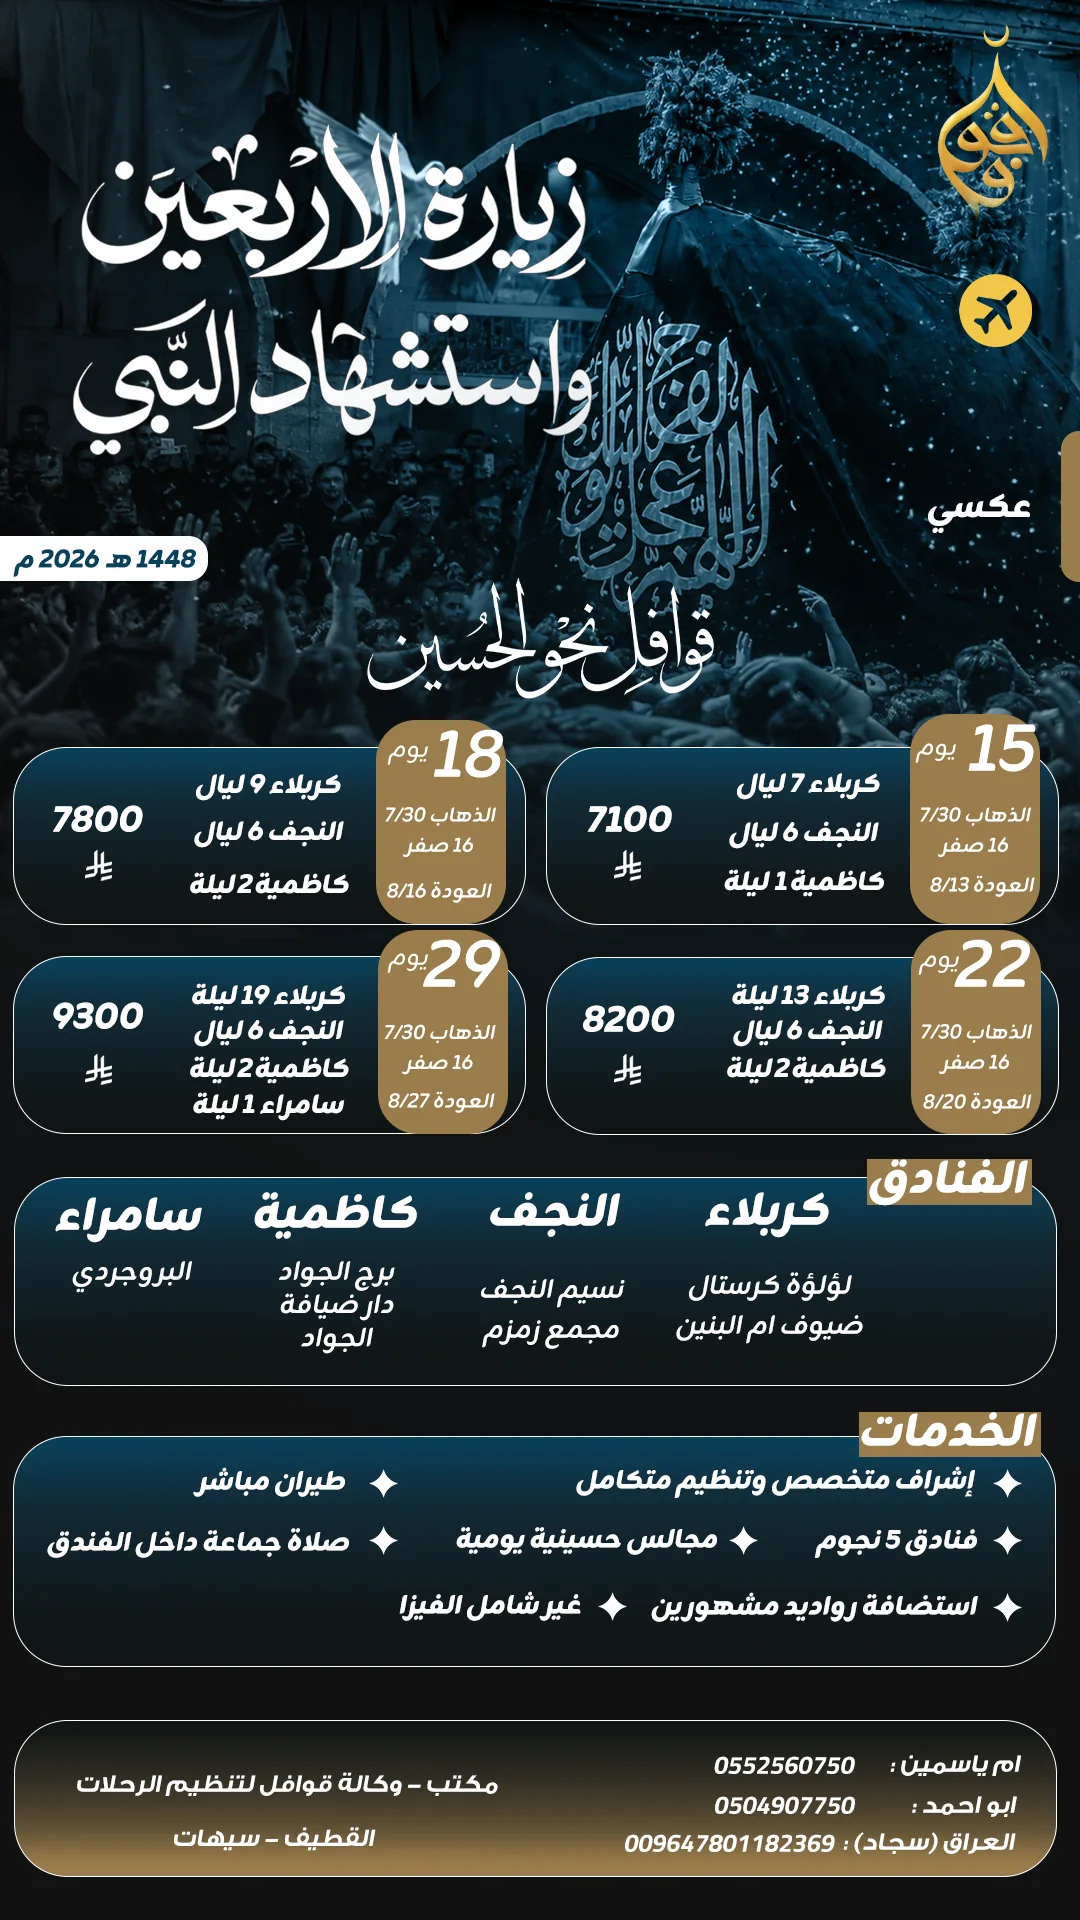 قوافل
زيارة الأربعين
واستشهاد النبي
اللهم عجل لوليك الفرج
عكسي
1448 هـ 2026 م
قوافل نحو الحسين
15 يوم
الذهاب 7/30
16 صفر
العودة 8/13
كربلاء 7 ليال
النجف 6 ليال
كاظمية 1 ليلة
7100
18 يوم
الذهاب 7/30
16 صفر
العودة 8/16
كربلاء 9 ليال
النجف 6 ليال
كاظمية 2 ليلة
7800
22 يوم
الذهاب 7/30
16 صفر
العودة 8/20
كربلاء 13 ليلة
النجف 6 ليال
كاظمية 2 ليلة
8200
29 يوم
الذهاب 7/30
16 صفر
العودة 8/27
كربلاء 19 ليلة
النجف 6 ليال
كاظمية 2 ليلة
سامراء 1 ليلة
9300
الفنادق
كربلاء
لؤلؤة كرستال
ضيوف ام البنين
النجف
نسيم النجف
مجمع زمزم
كاظمية
برج الجواد
دار ضيافة
الجواد
سامراء
البروجردي
الخدمات
إشراف متخصص وتنظيم متكامل
طيران مباشر
فنادق 5 نجوم
مجالس حسينية يومية
صلاة جماعة داخل الفندق
استضافة رواديد مشهورين
غير شامل الفيزا
ام ياسمين : 0552560750
ابو احمد : 0504907750
العراق (سجاد) : 009647801182369
مكتب - وكالة قوافل لتنظيم الرحلات
القطيف - سيهات